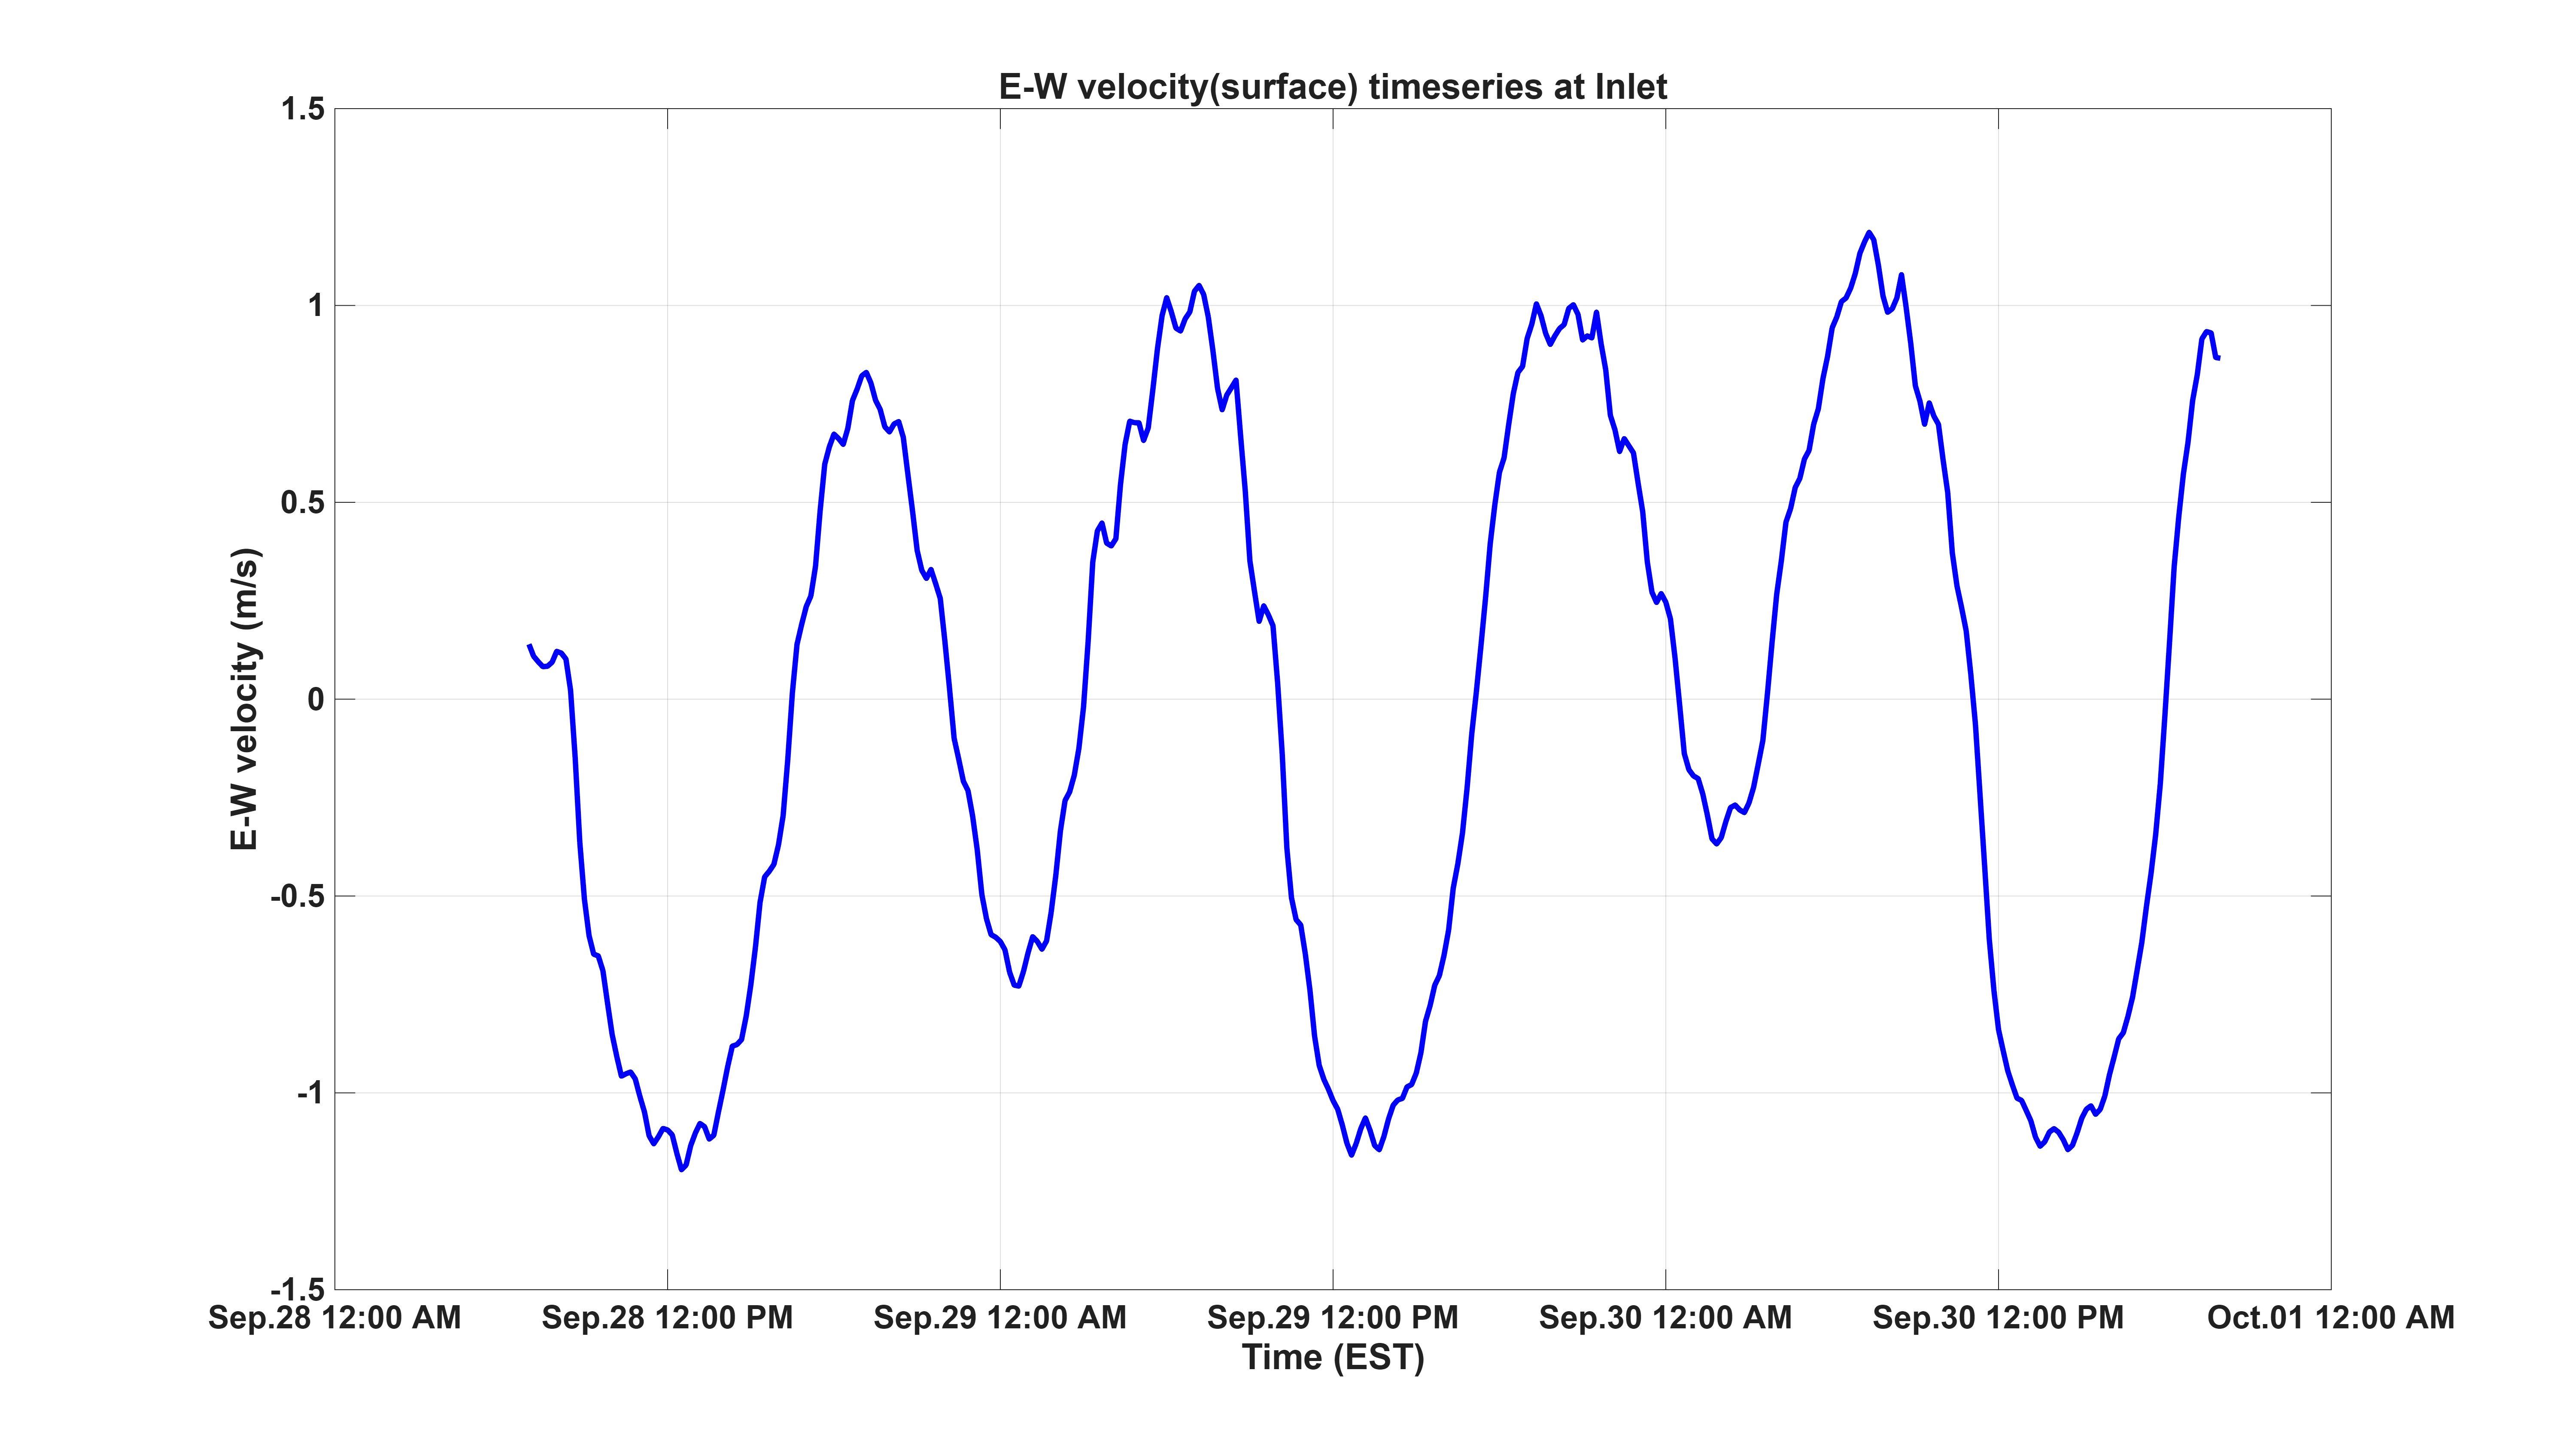 E-W velocity(surface) timeseries at Inlet
1.5
1
0.5
0
-0.5
-1
-1.5
E-W velocity (m/s)
Sep.28 12:00 AM
Sep.28 12:00 PM
Sep.29 12:00 AM
Sep.29 12:00 PM
Sep.30 12:00 AM
Sep.30 12:00 PM
Oct.01 12:00 AM
Time (EST)